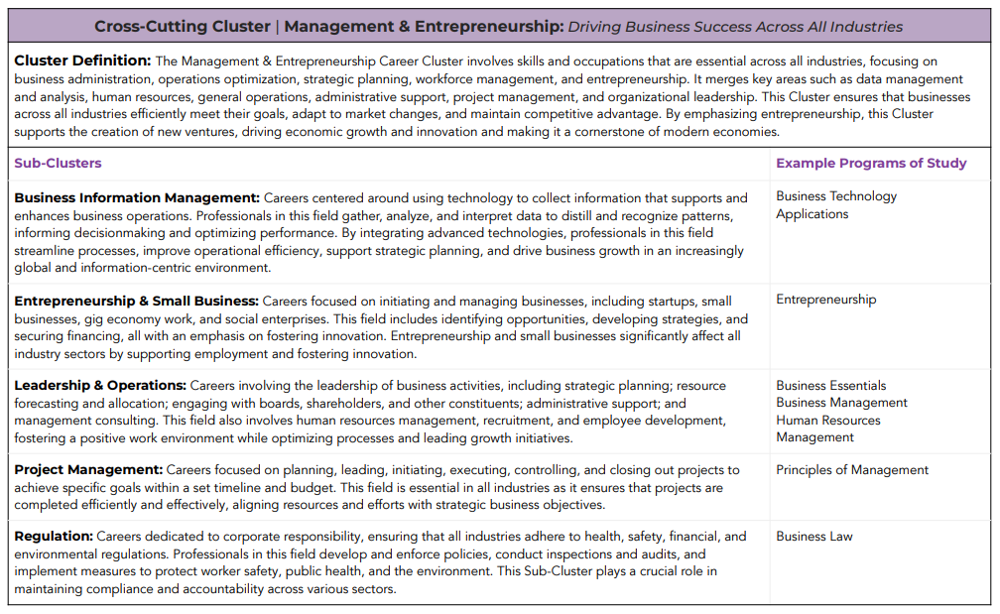 Cross-Cutting Cluster | Management & Entrepreneurship: Driving Business Success Across All Industries
Cluster Definition: The Management & Entrepreneurship Career Cluster involves skills and occupations that are essential across all industries, focusing on
business administration, operations optimization, strategic planning, workforce management, and entrepreneurship. It merges key areas such as data management
and analysis, human resources, general operations, administrative support, project management, and organizational leadership. This Cluster ensures that businesses
across all industries efficiently meet their goals, adapt to market changes, and maintain competitive advantage. By emphasizing entrepreneurship, this Cluster
supports the creation of new ventures, driving economic growth and innovation and making it a cornerstone of modern economies.
Sub-Clusters
Example Programs of Study
Business Information Management: Careers centered around using technology to collect information that supports and
enhances business operations. Professionals in this field gather, analyze, and interpret data to distill and recognize patterns,
informing decisionmaking and optimizing performance. By integrating advanced technologies, professionals in this field
streamline processes, improve operational efficiency, support strategic planning, and drive business growth in an increasingly
global and information-centric environment.
Business Technology
Applications
Entrepreneurship & Small Business: Careers focused on initiating and managing businesses, including startups, small
businesses, gig economy work, and social enterprises. This field includes identifying opportunities, developing strategies, and
securing financing, all with an emphasis on fostering innovation. Entrepreneurship and small businesses significantly affect all
industry sectors by supporting employment and fostering innovation.
Entrepreneurship
Leadership & Operations: Careers involving the leadership of business activities, including strategic planning; resource
forecasting and allocation; engaging with boards, shareholders, and other constituents; administrative support; and
management consulting. This field also involves human resources management, recruitment, and employee development,
fostering a positive work environment while optimizing processes and leading growth initiatives.
Business Essentials
Business Management
Human Resources
Management
Project Management: Careers focused on planning, leading, initiating, executing, controlling, and closing out projects to
achieve specific goals within a set timeline and budget. This field is essential in all industries as it ensures that projects are
completed efficiently and effectively, aligning resources and efforts with strategic business objectives.
Principles of Management
Regulation: Careers dedicated to corporate responsibility, ensuring that all industries adhere to health, safety, financial, and
environmental regulations. Professionals in this field develop and enforce policies, conduct inspections and audits, and
implement measures to protect worker safety, public health, and the environment. This Sub-Cluster plays a crucial role in
maintaining compliance and accountability across various sectors.
Business Law